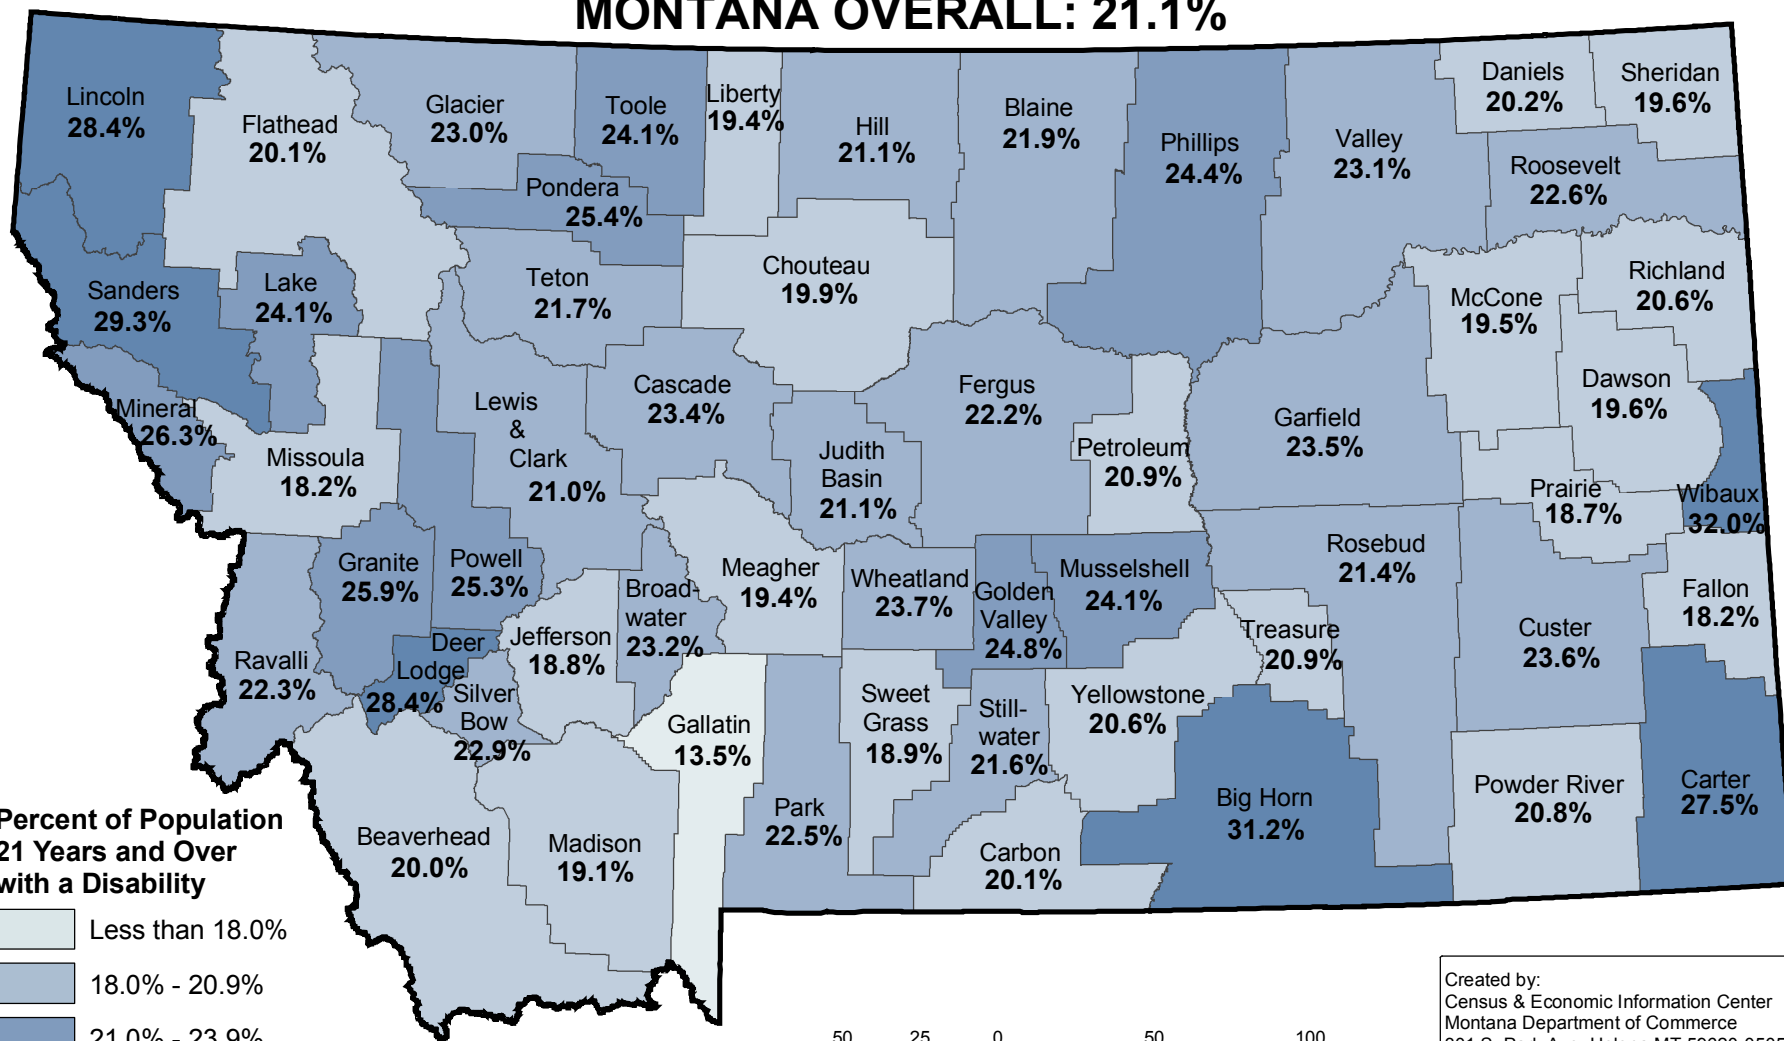 MONTANA OVERALL: 21.1%
Lincoln
28.4%
Flathead
20.1%
Glacier
23.0%
Toole
24.1%
Liberty
19.4%
Hill
21.1%
Blaine
21.9%
Phillips
24.4%
Valley
23.1%
Daniels
20.2%
Sheridan
19.6%
Roosevelt
22.6%
Pondera
25.4%
Sanders
29.3%
Lake
24.1%
Teton
21.7%
Chouteau
19.9%
McCone
19.5%
Richland
20.6%
Mineral
26.3%
Missoula
18.2%
Lewis
&
Clark
21.0%
Cascade
23.4%
Judith
Basin
21.1%
Fergus
22.2%
Petroleum
20.9%
Garfield
23.5%
Dawson
19.6%
Prairie
18.7%
Wibaux
32.0%
Granite
25.9%
Powell
25.3%
Broad-
water
23.2%
Meagher
19.4%
Wheatland
23.7%
Golden
Valley
24.8%
Musselshell
24.1%
Rosebud
21.4%
Treasure
20.9%
Custer
23.6%
Fallon
18.2%
Ravalli
22.3%
Deer
Lodge
28.4%
Silver
Bow
22.9%
Jefferson
18.8%
Gallatin
13.5%
Sweet
Grass
18.9%
Still-
water
21.6%
Yellowstone
20.6%
Big Horn
31.2%
Powder River
20.8%
Carter
27.5%
Beaverhead
20.0%
Madison
19.1%
Park
22.5%
Carbon
20.1%
Percent of Population
21 Years and Over
with a Disability
Less than 18.0%
18.0% - 20.9%
21.0% - 23.9%
50 25 0 50 100
Created by:
Census & Economic Information Center
Montana Department of Commerce